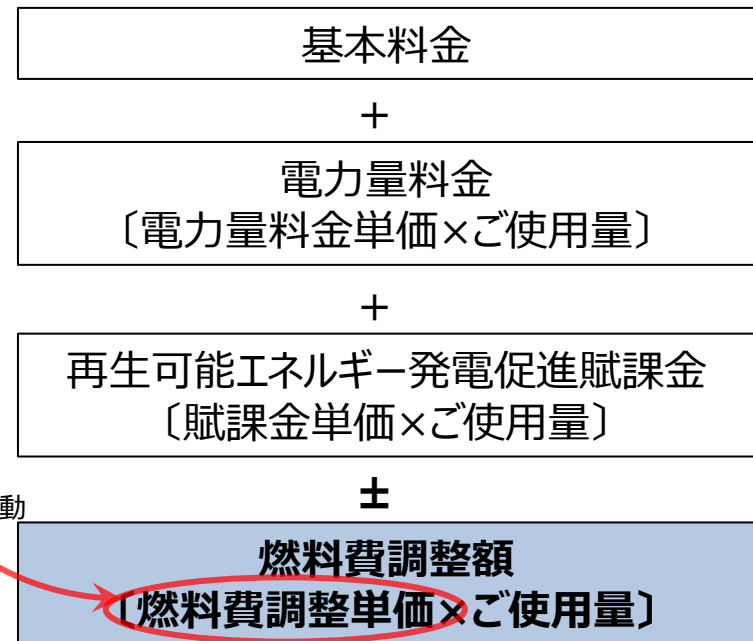 基本料金
＋
電力量料金
〔電力量料金単価×ご使用量〕
＋
再生可能エネルギー発電促進賦課金
〔賦課金単価×ご使用量〕
±
動
燃料費調整額
〔燃料費調整単価×ご使用量〕